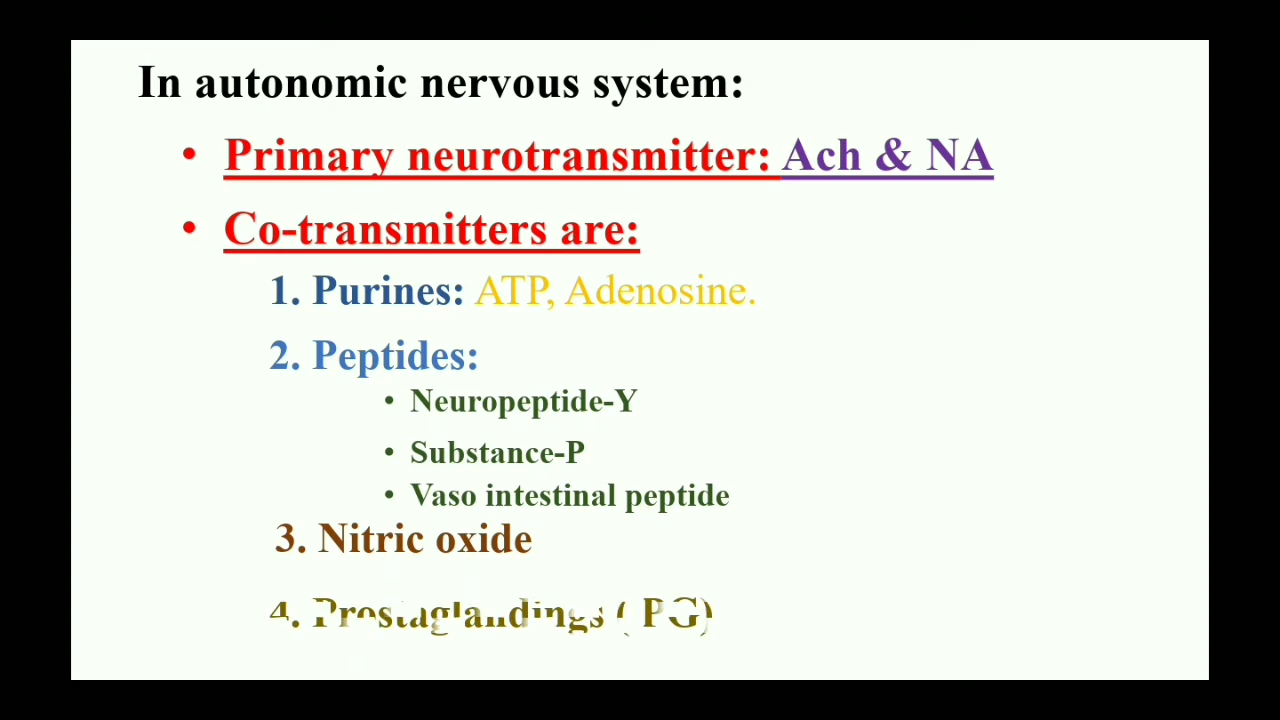 In autonomic nervous system:
• Primary neurotransmitter: Ach & NA
• Co-transmitters are:
1. Purines: ATP, Adenosine.
2. Peptides:
• Neuropeptide-Y
• Substance-P
• Vaso intestinal peptide
3. Nitric oxide
4. Prostaglandings ( PG)